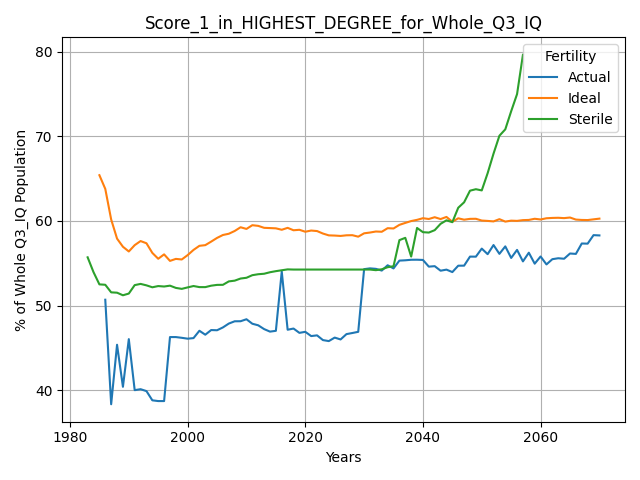 Score_1_in_HIGHEST_DEGREE_for_Whole_Q3_IQ
% of Whole Q3_IQ Population
80
70
60
50
40
Fertility
Actual
Ideal
Sterile
1980
2000
2020
2040
2060
Years